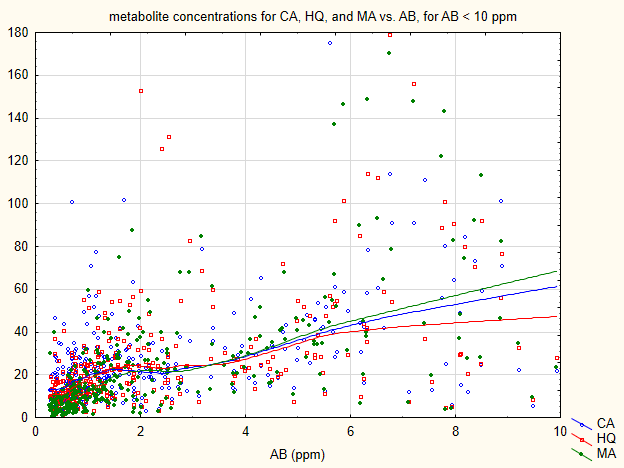 metabolite concentrations for CA, HQ, and MA vs. AB, for AB < 10 ppm
180
160
140
120
100
80
60
40
20
0
0 2 4 6 8 10
AB (ppm)
CA
HQ
MA